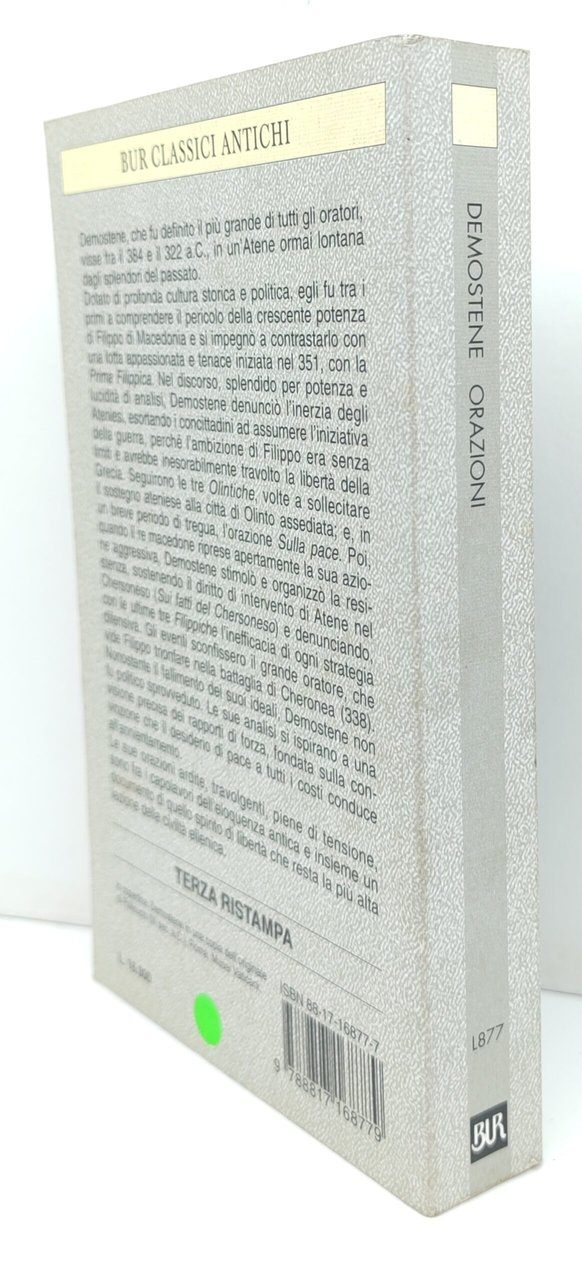 BUR CLASSICI ANTICHI
Demostene, che fu definito il più grande di tutti gli oratori,
visse fra il 384 e il 322 a.C., in un'Atene ormai lontana
dagli splendori del passato.
Dotato di profonda cultura storica e politica, egli fu tra i
primi a comprendere il pericolo della crescente potenza
di Filippo di Macedonia e si impegnò a contrastarlo con
una lotta appassionata e tenace iniziata nel 351, con la
Prima Filippica. Nel discorso, splendido per potenza e
lucidità di analisi, Demostene denunciò l'inerzia degli
Ateniesi, esortando i concittadini ad assumere l'iniziativa
della guerra, perché l'ambizione di Filippo era senza
limiti e avrebbe inesorabilmente travolto la libertà della
Grecia. Seguirono le tre Olintiche, volte a sollecitare
il sostegno ateniese alla città di Olinto assediata; e, in
un breve periodo di tregua, l'orazione Sulla pace. Poi,
quando il re macedone riprese apertamente la sua azio-
ne aggressiva, Demostene stimolò e organizzò la resi-
stenza, sostenendo il diritto di intervento di Atene nel
Chersoneso (Sui fatti del Chersoneso) e denunciando,
con le ultime tre Filippiche l'inefficacia di ogni strategia
difensiva. Gli eventi sconfissero il grande oratore, che
vide Filippo trionfare nella battaglia di Cheronea (338).
Nonostante il fallimento dei suoi ideali, Demostene non
fu politico sprovveduto. Le sue analisi si ispirano a una
visione precisa dei rapporti di forza, fondata sulla con-
vinzione che il desiderio di pace a tutti i costi conduce
all'annientamento.
Le sue orazioni ardite, travolgenti, piene di tensione,
sono fra i capolavori dell'eloquenza antica e insieme un
documento di quello spirito di libertà che resta la più alta
lezione della civiltà ellenica.
TERZA RISTAMPA
In copertina: Demostene in una copia dell'originale
Roma, Musei Vaticani
ISBN 88-17-16877-7
9 788817 168779
DEMOSTENE ORAZIONI
L877
BUR